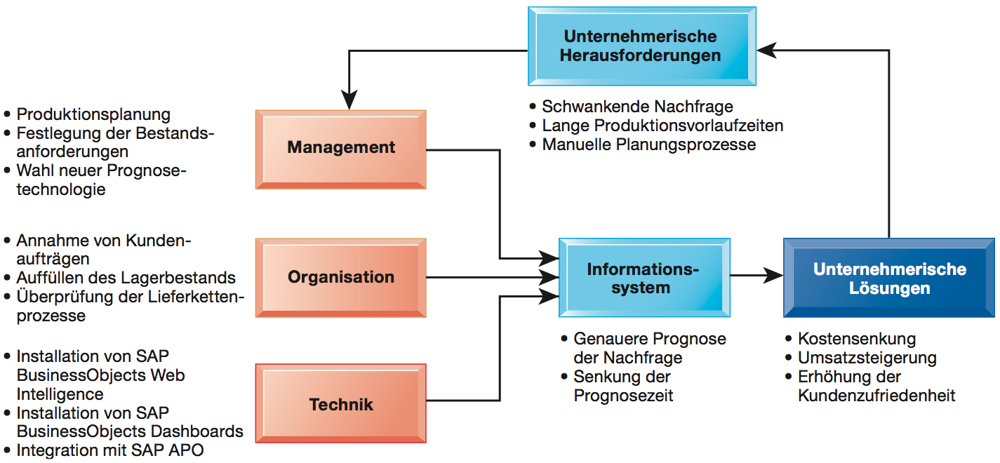 Unternehmerische
Herausforderungen
• Schwankende Nachfrage
• Lange Produktionsvorlaufzeiten
• Manuelle Planungsprozesse
• Produktionsplanung
• Festlegung der Bestands-
anforderungen
• Wahl neuer Prognose-
technologie
Management
• Annahme von Kunden-
aufträgen
• Auffüllen des Lagerbestands
• Überprüfung der Lieferketten-
prozesse
Organisation
• Installation von SAP
BusinessObjects Web
Intelligence
• Installation von SAP
BusinessObjects Dashboards
• Integration mit SAP APO
Technik
Informations-
system
• Genauere Prognose
der Nachfrage
• Senkung der
Prognosezeit
Unternehmerische
Lösungen
• Kostensenkung
• Umsatzsteigerung
• Erhöhung der
Kundenzufriedenheit